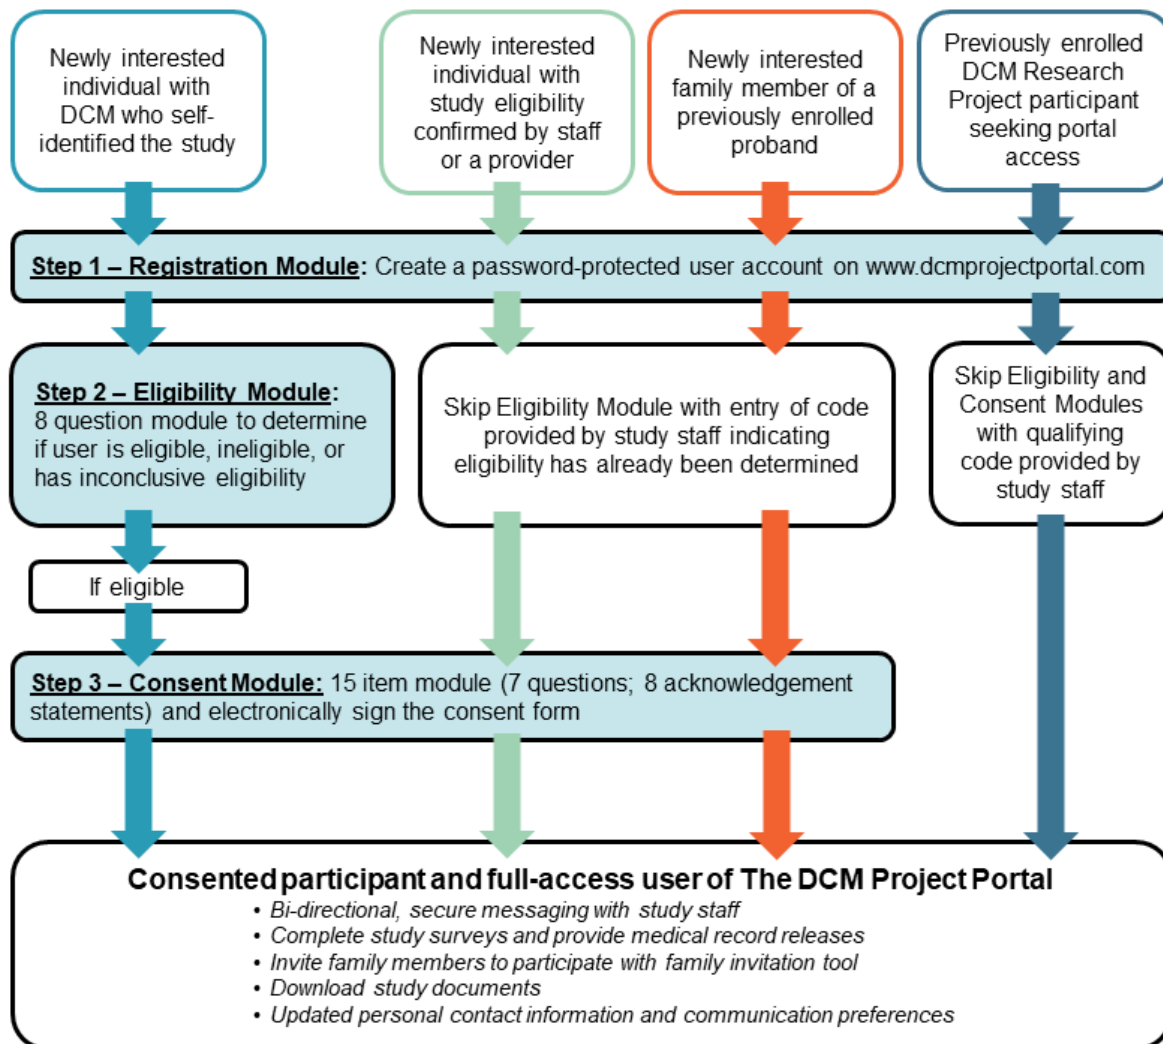 Newly interested
individual with
DCM who self-
identified the study
Newly interested
individual with
study eligibility
confirmed by staff
or a provider
Newly interested
family member of a
previously enrolled
proband
Previously enrolled
DCM Research
Project participant
seeking portal
access
Step 1 – Registration Module: Create a password-protected user account on www.dcmprojectportal.com
Step 2 – Eligibility Module:
8 question module to determine
if user is eligible, ineligible, or
has inconclusive eligibility
Skip Eligibility Module with entry of code
provided by study staff indicating
eligibility has already been determined
Skip Eligibility and
Consent Modules
with qualifying
code provided by
study staff
If eligible
Step 3 – Consent Module: 15 item module (7 questions; 8 acknowledgement
statements) and electronically sign the consent form
Consented participant and full-access user of The DCM Project Portal
• Bi-directional, secure messaging with study staff
• Complete study surveys and provide medical record releases
• Invite family members to participate with family invitation tool
• Download study documents
• Updated personal contact information and communication preferences